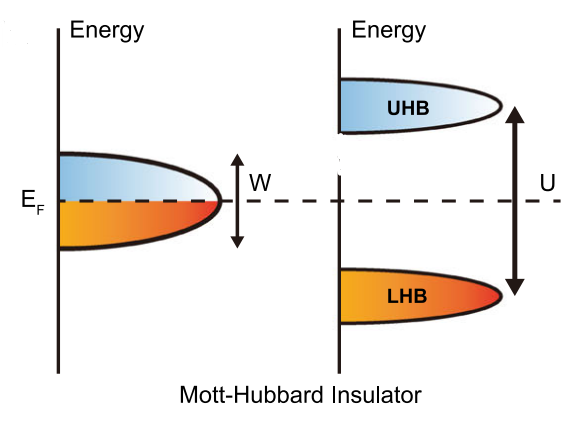 Energy
Energy
UHB
W
U
E_F
LHB
Mott-Hubbard Insulator